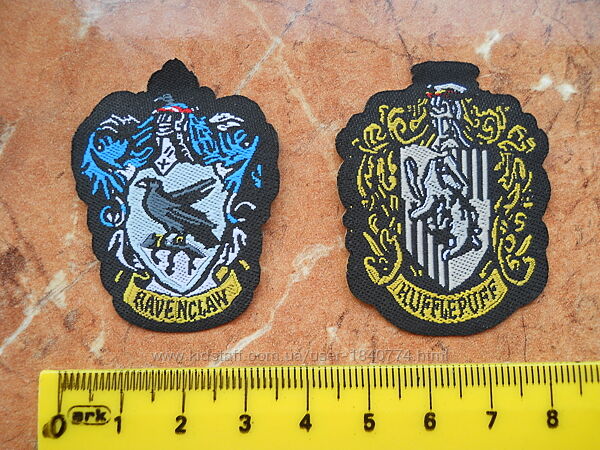 RAVENCLAW
HUFFLEPUFF
www.kidstaff.com.ua/user-1840774.html
0 ark 1 2 3 4 5 6 7 8